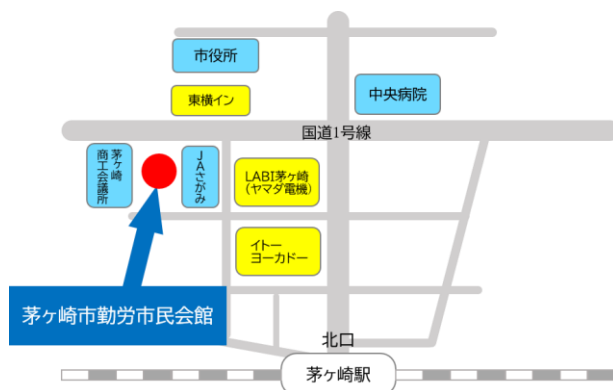 市役所
東横イン
中央病院
国道1号線
茅ヶ崎
商工会議所
JAさがみ
LABI茅ヶ崎
(ヤマダ電機)
イトー
ヨーカドー
茅ヶ崎市勤労市民会館
北口
茅ヶ崎駅